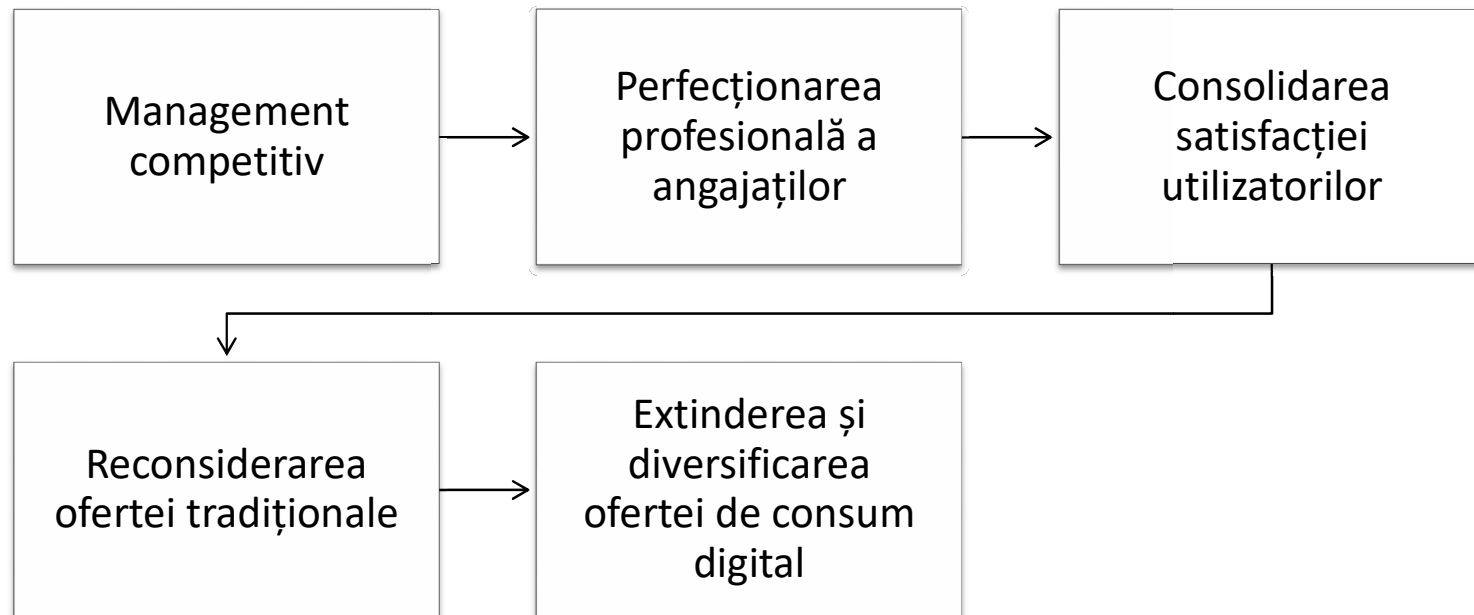 Management
competitiv
Perfecționarea
profesională a
angajaților
Consolidarea
satisfacției
utilizatorilor
Reconsiderarea
ofertei tradiționale
Extinderea și
diversificarea
ofertei de consum
digital